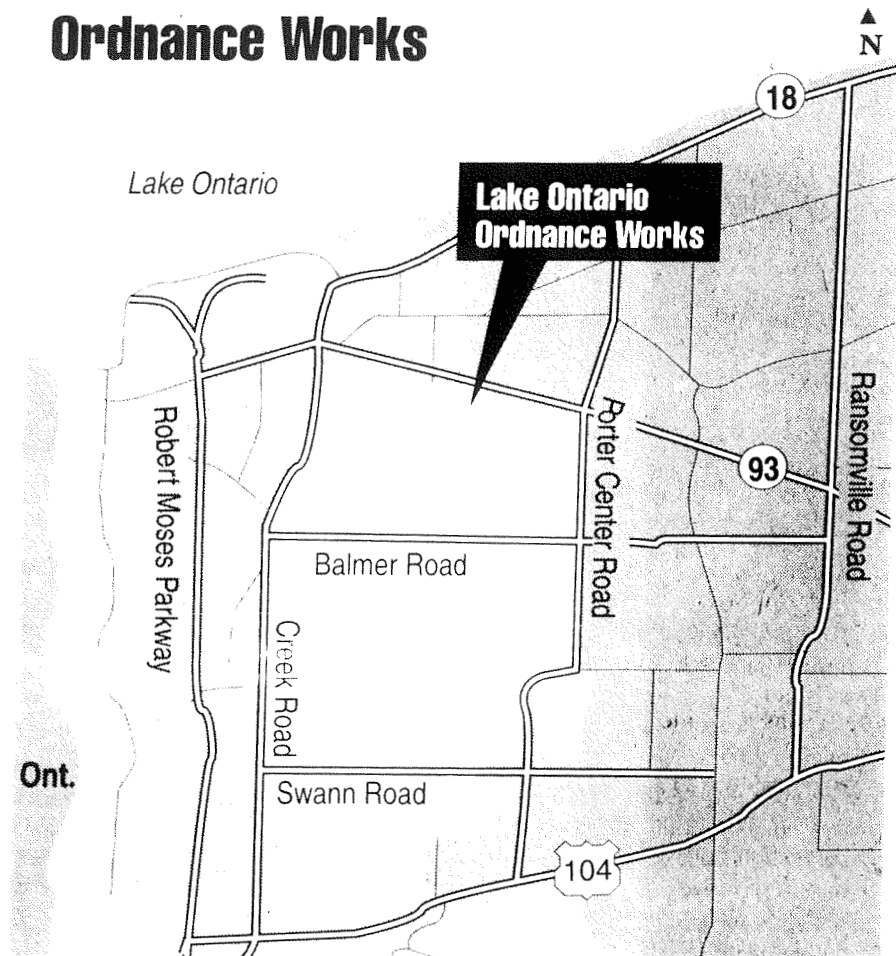 Ordnance Works
N
18
Lake Ontario
Lake Ontario
Ordnance Works
Robert Moses Parkway
Porter Center Road
Ransomville Road
93
Balmer Road
Creek Road
Ont.
Swann Road
104